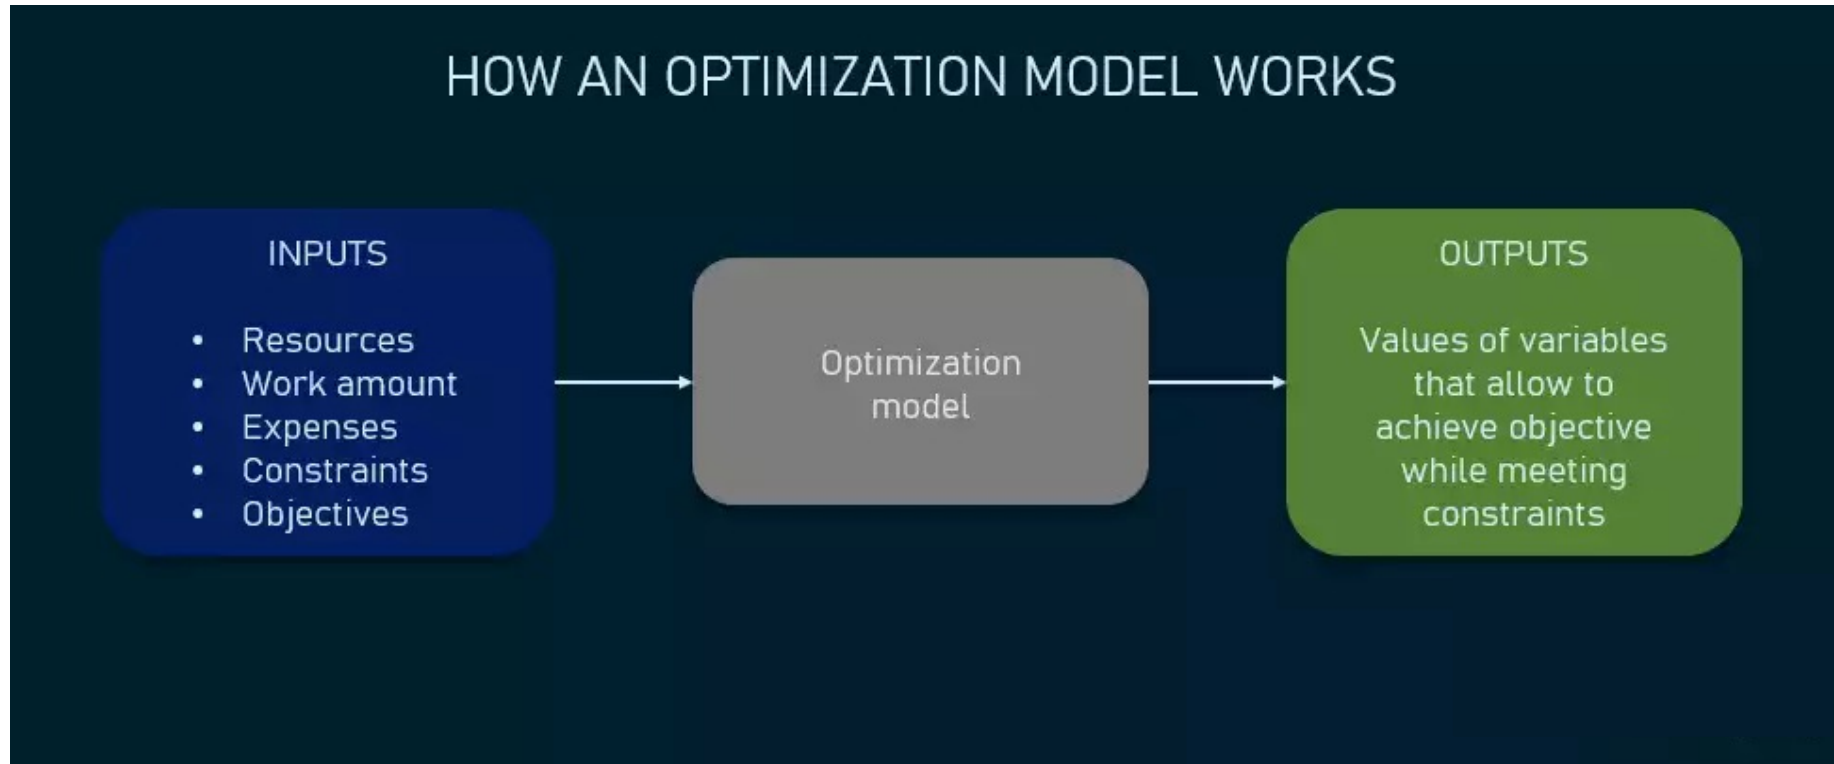 HOW AN OPTIMIZATION MODEL WORKS
INPUTS
• Resources
• Work amount
• Expenses
• Constraints
• Objectives
Optimization
model
OUTPUTS
Values of variables
that allow to
achieve objective
while meeting
constraints